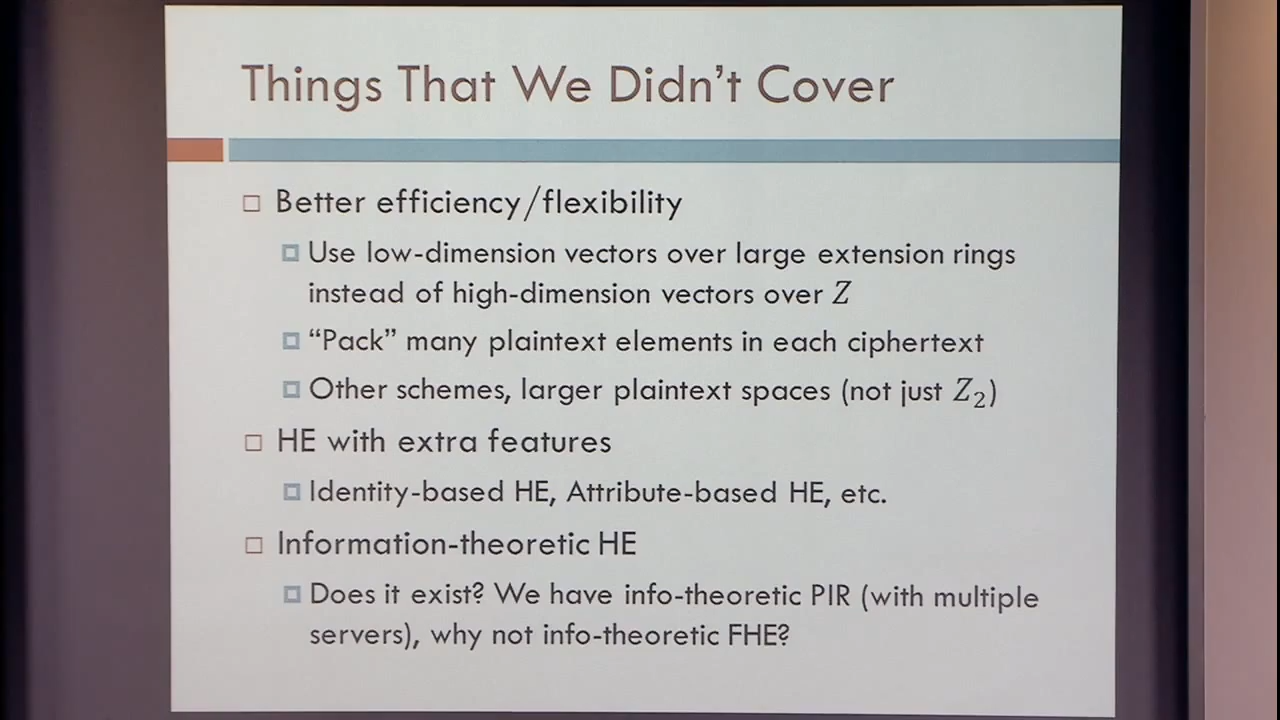 Things That We Didn't Cover
Better efficiency/flexibility
Use low-dimension vectors over large extension rings
instead of high-dimension vectors over Z
“Pack” many plaintext elements in each ciphertext
Other schemes, larger plaintext spaces (not just Z₂)
HE with extra features
Identity-based HE, Attribute-based HE, etc.
Information-theoretic HE
Does it exist? We have info-theoretic PIR (with multiple
servers), why not info-theoretic FHE?